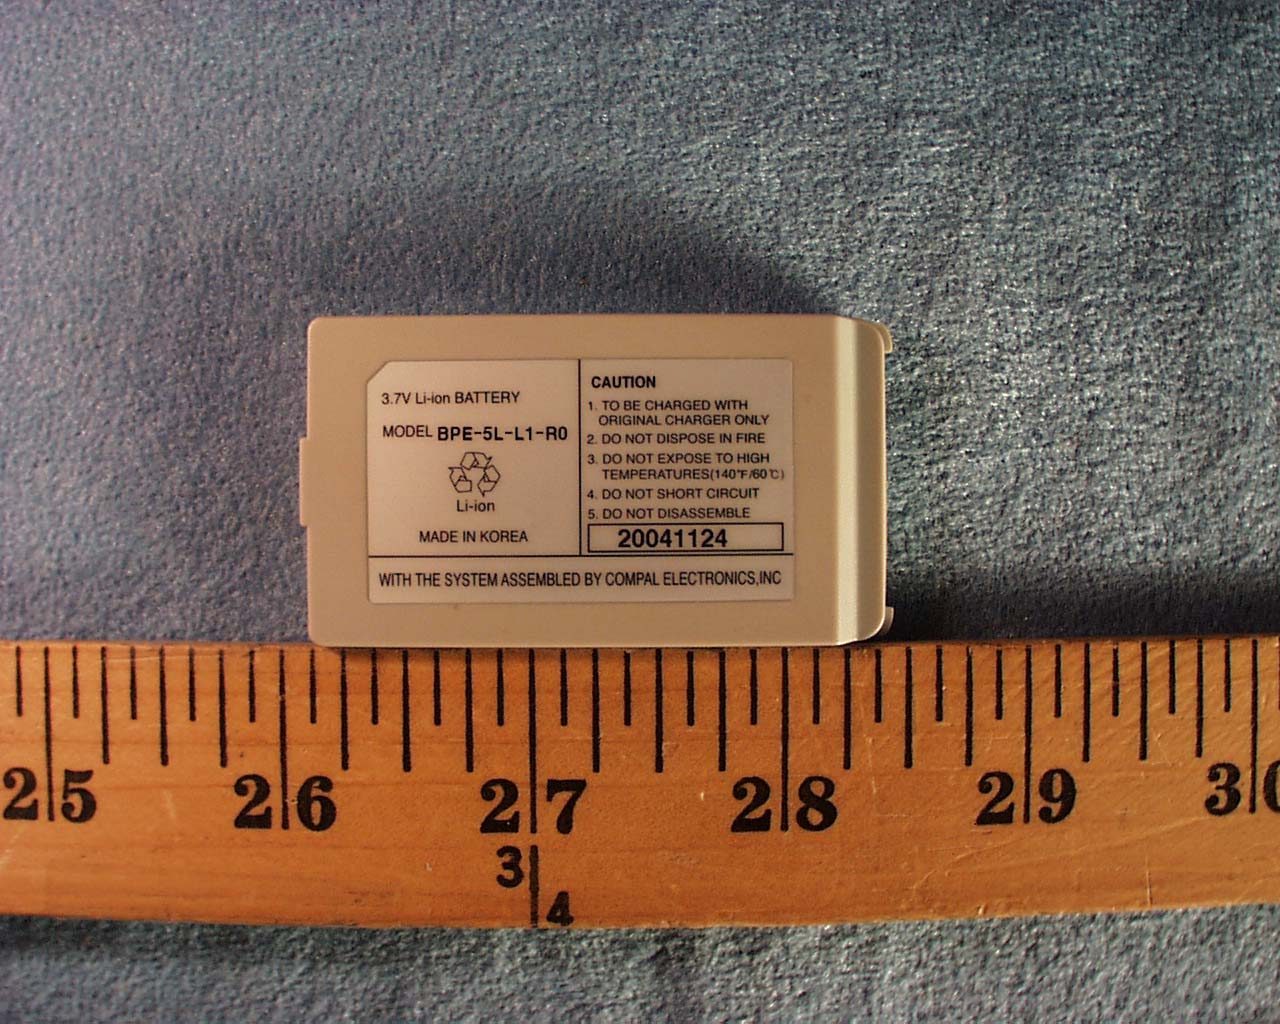 3.7V Li-ion BATTERY
MODEL BPE-5L-L1-R0
Li-ion
MADE IN KOREA
CAUTION
1. TO BE CHARGED WITH
ORIGINAL CHARGER ONLY
2. DO NOT DISPOSE IN FIRE
3. DO NOT EXPOSE TO HIGH
TEMPERATURES(140°F/60℃)
4. DO NOT SHORT CIRCUIT
5. DO NOT DISASSEMBLE
20041124
WITH THE SYSTEM ASSEMBLED BY COMPAL ELECTRONICS,INC
25 26 27 28 29 30
3 4